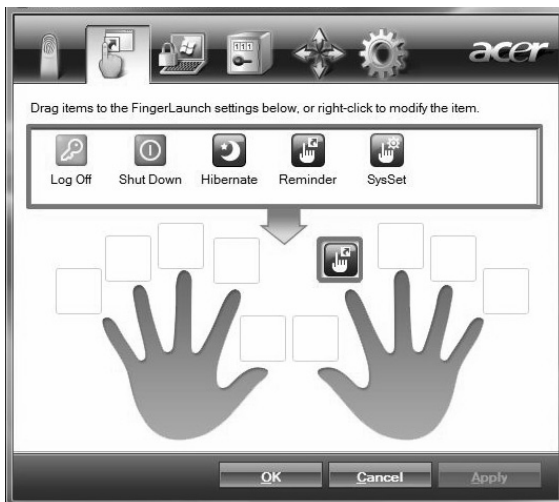 acer
Drag items to the FingerLaunch settings below, or right-click to modify the item.
Log Off Shut Down Hibernate Reminder SysSet
OK Cancel Apply